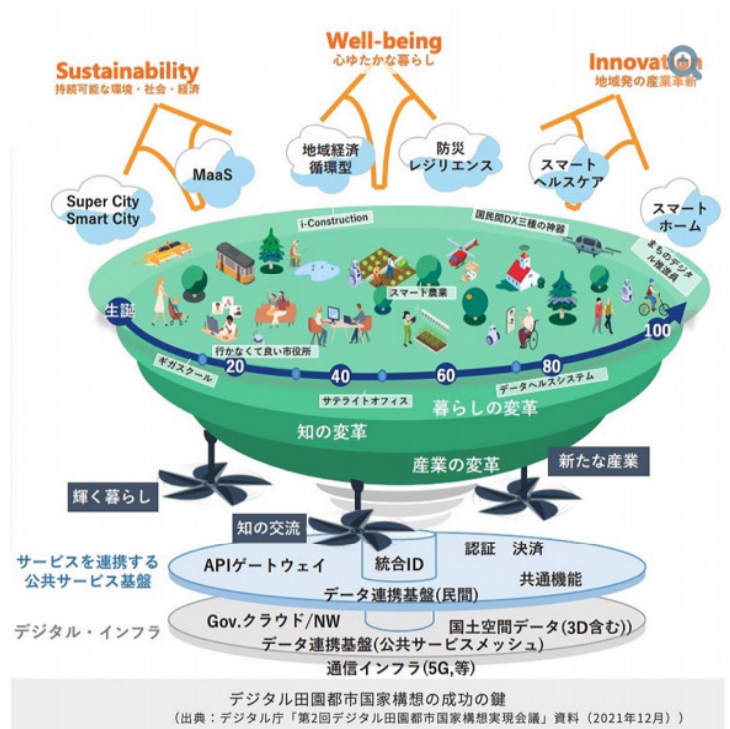 Well-being
心ゆたかな暮らし
Sustainability
持続可能な環境・社会・経済
Innovation
地域発の産業革新
MaaS
地域経済
循環型
防災
レジリエンス
スマート
ヘルスケア
Super City
Smart City
スマート
ホーム
i-Construction
国民間DX三種の神器
まちのデジタ
ル推進員
スマート農業
生誕
100
行かなくて良い市役所
ギガスクール
20
40
60
80
サテライトオフィス
データヘルスシステム
暮らしの変革
知の変革
産業の変革
新たな産業
輝く暮らし
知の交流
サービスを連携する
公共サービス基盤
APIゲートウェイ
統合ID
認証 決済
共通機能
データ連携基盤(民間)
デジタル・インフラ
Gov.クラウド/NW
国土空間データ(3D含む))
データ連携基盤(公共サービスメッシュ)
通信インフラ(5G,等)
デジタル田園都市国家構想の成功の鍵
（出典：デジタル庁「第2回デジタル田園都市国家構想実現会議」資料（2021年12月））